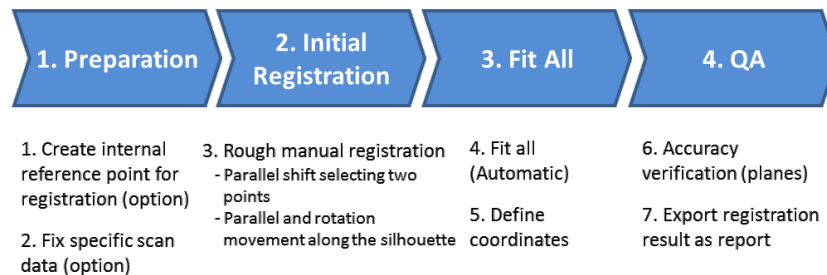 1. Preparation
2. Initial
Registration
3. Fit All
4. QA
1. Create internal
reference point for
registration (option)
2. Fix specific scan
data (option)
3. Rough manual registration
- Parallel shift selecting two
points
- Parallel and rotation
movement along the silhouette
4. Fit all
(Automatic)
5. Define
coordinates
6. Accuracy
verification (planes)
7. Export registration
result as report